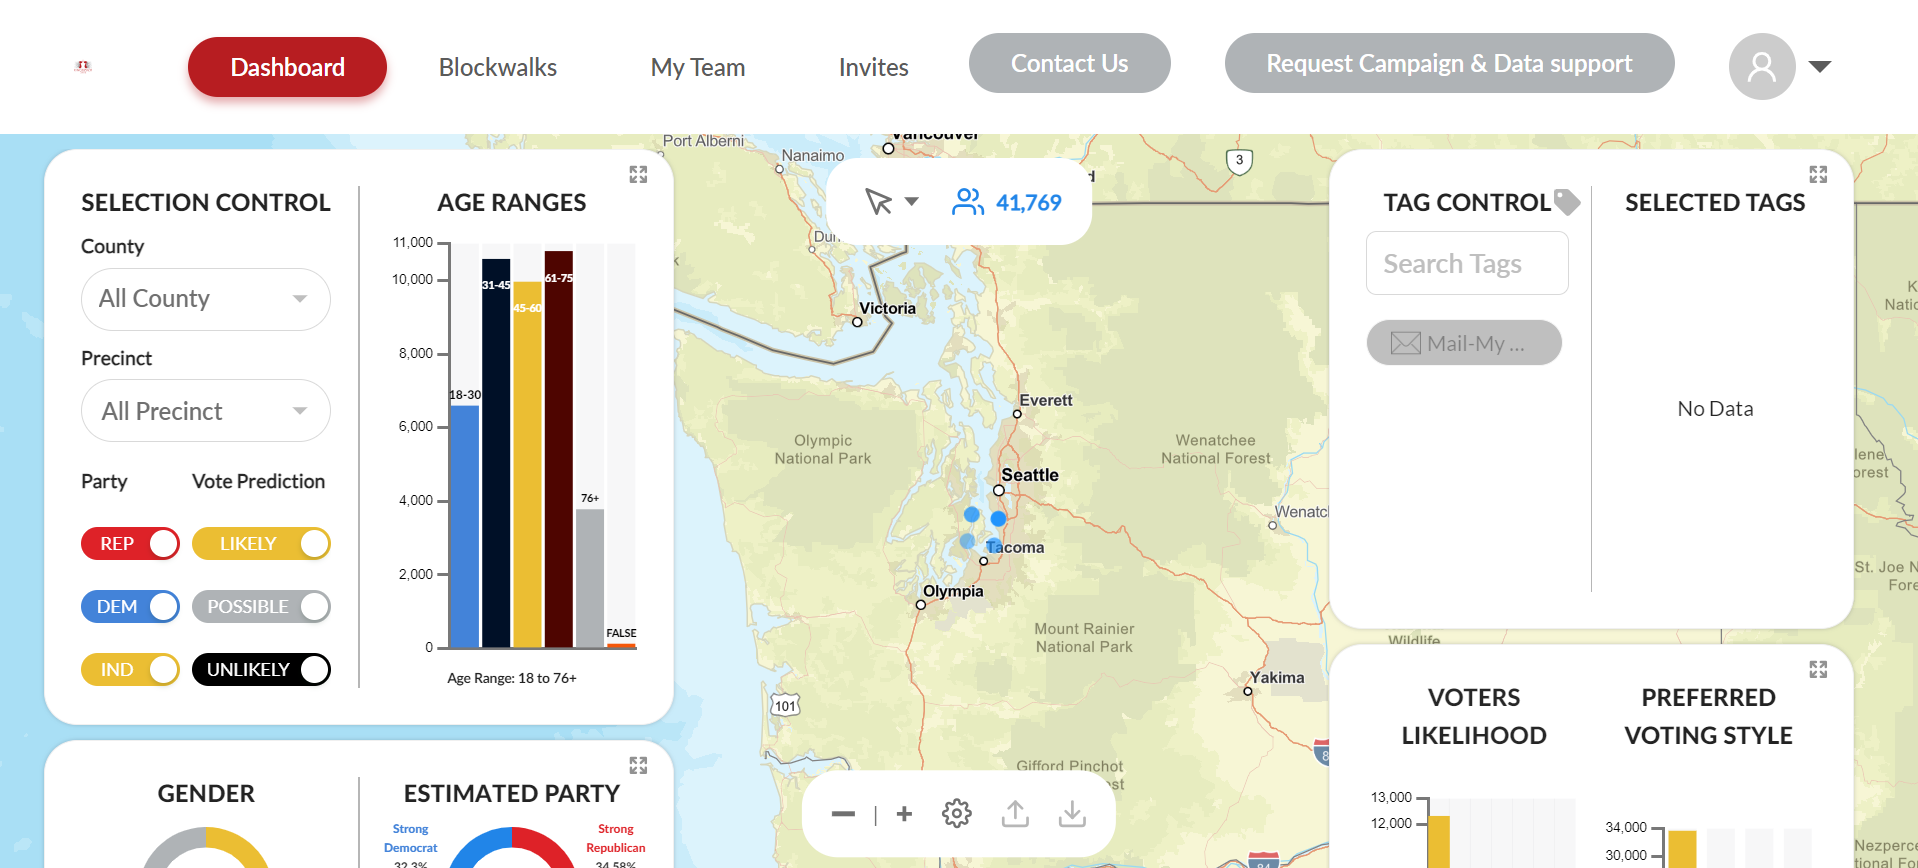 Dashboard
Blockwalks
My Team
Invites
Contact Us
Request Campaign & Data support
SELECTION CONTROL
County
All County
Precinct
All Precinct
Party
Vote Prediction
REP
LIKELY
DEM
POSSIBLE
IND
UNLIKELY
AGE RANGES
11,000
10,000
8,000
6,000
4,000
2,000
0
18-30
31-45
45-60
61-75
76+
FALSE
Age Range: 18 to 76+
GENDER
ESTIMATED PARTY
Strong
Democrat
32.3%
Strong
Republican
34.58%
41,769
Port Alberni
Nanaimo
Vancouver
3
Victoria
Everett
Olympic
National Park
Wenatchee
National Forest
Seattle
Wenatc
Tacoma
Olympia
Mount Rainier
National Park
Yakima
101
Gifford Pinchot
Wildlife
84
St. Joe N
Fore
Nezperce
TAG CONTROL
Search Tags
Mail-My ...
SELECTED TAGS
No Data
VOTERS
LIKELIHOOD
13,000
12,000
PREFERRED
VOTING STYLE
34,000
30,000